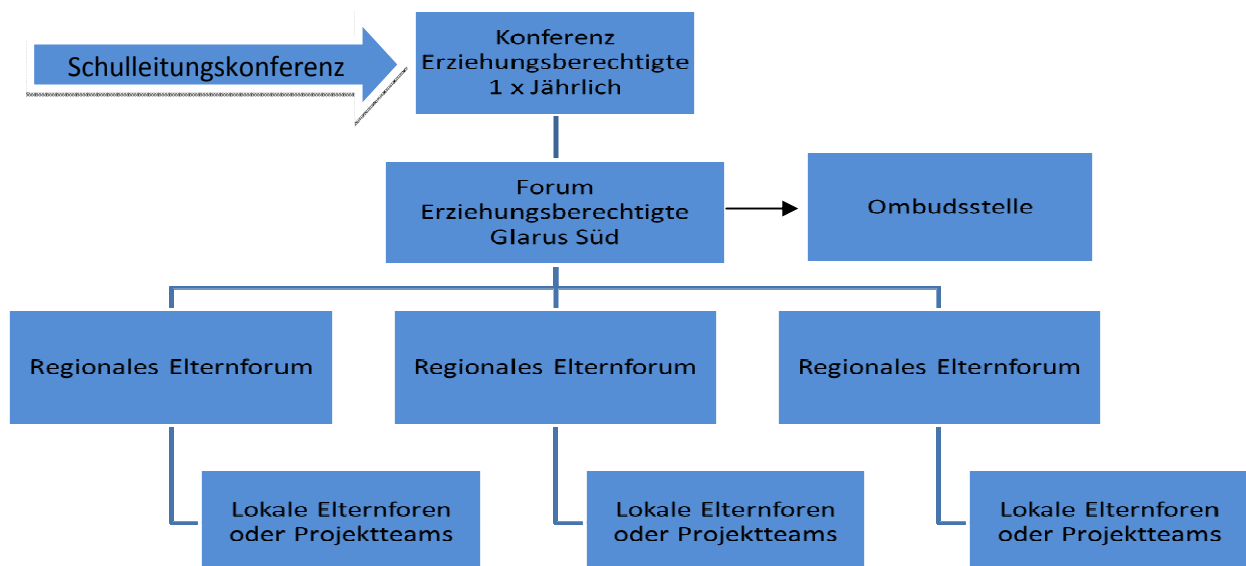 Schulleitungskonferenz
Konferenz
Erziehungsberechtigte
1 x Jährlich
Forum
Erziehungsberechtigte
Glarus Süd
Ombudsstelle
Regionales Elternforum
Regionales Elternforum
Regionales Elternforum
Lokale Elternforen
oder Projektteams
Lokale Elternforen
oder Projektteams
Lokale Elternforen
oder Projektteams